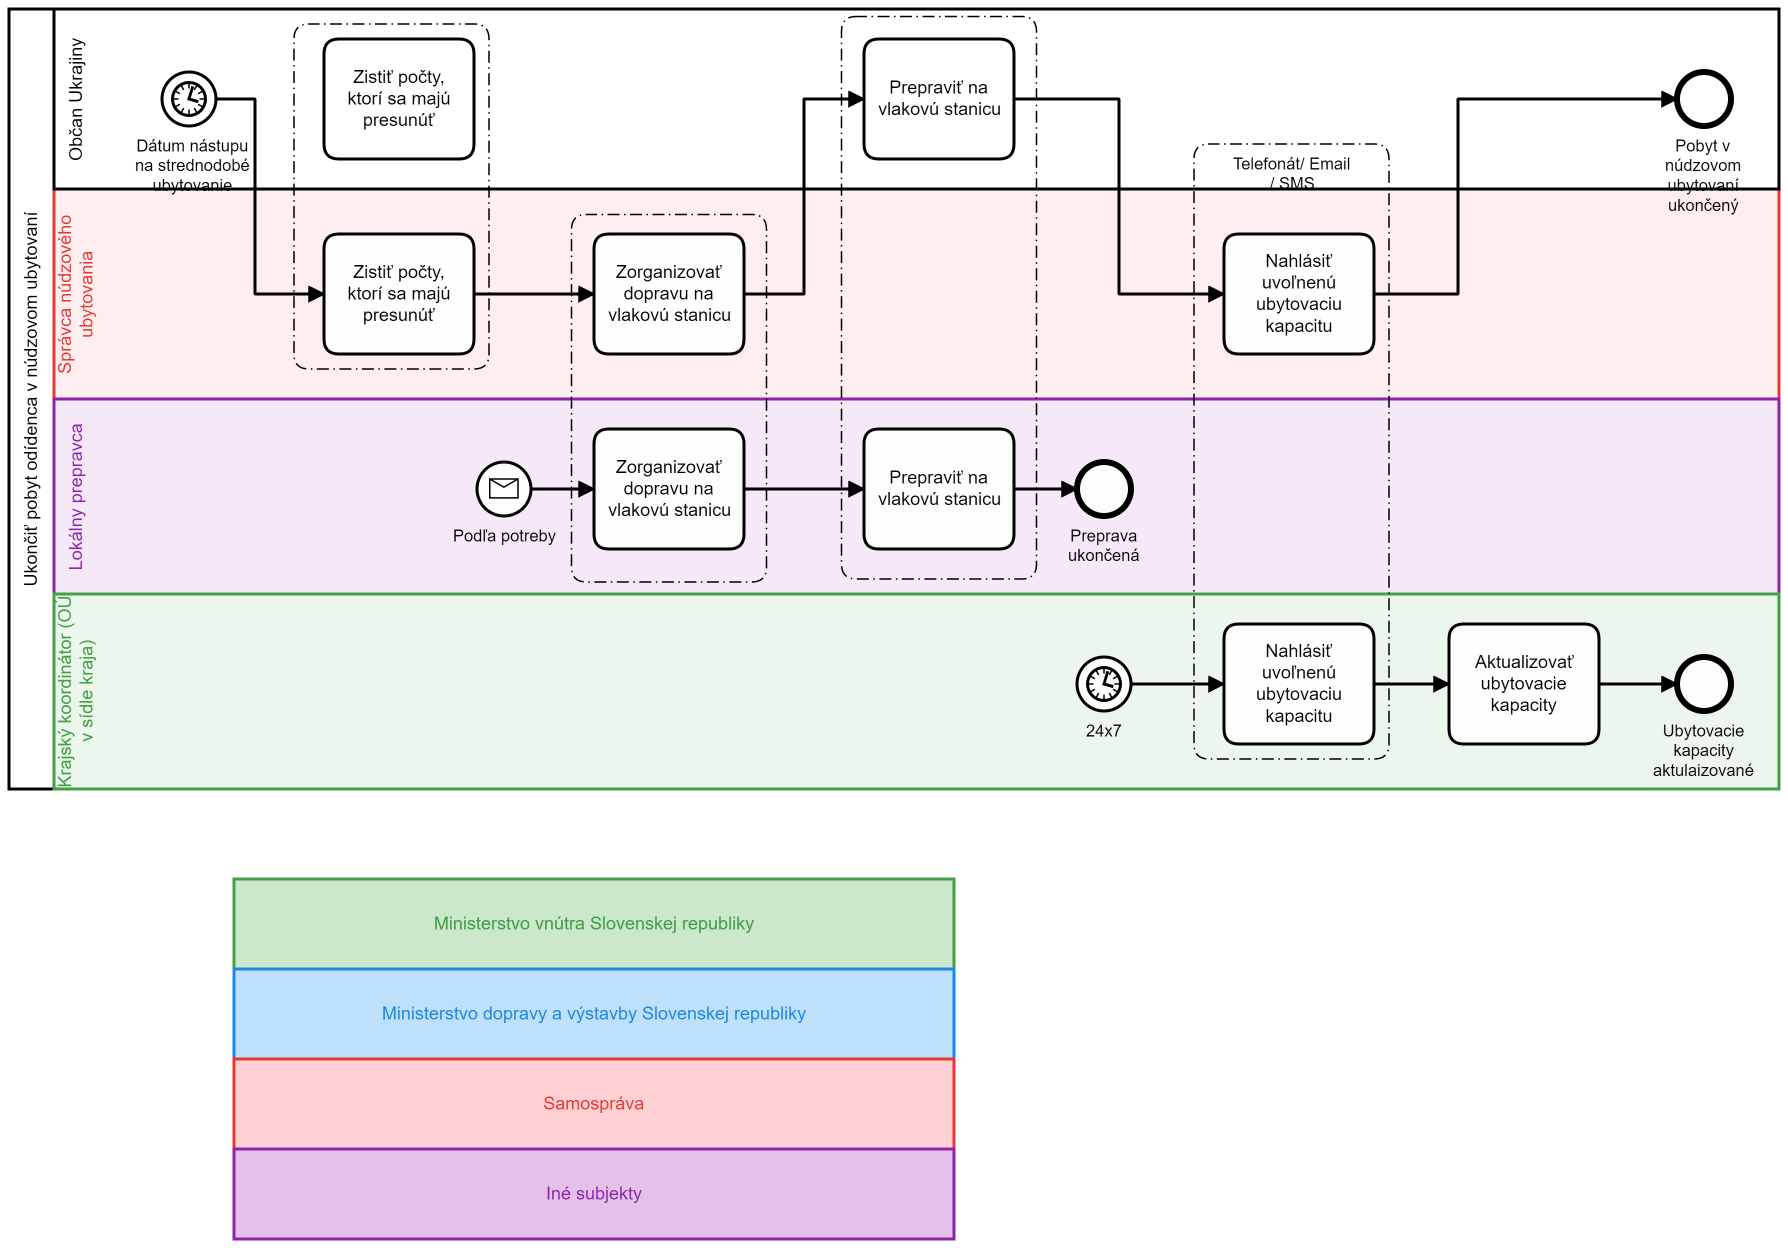 Ukončiť pobyt odídenca v núdzovom ubytovaní
Občan Ukrajiny
Dátum nástupu
na strednodobé
ubytovanie
Zistiť počty,
ktorí sa majú
presunúť
Prepraviť na
vlakovú stanicu
Telefonát/ Email
/ SMS
Pobyt v
núdzovom
ubytovaní
ukončený
Správca núdzového
ubytovania
Zistiť počty,
ktorí sa majú
presunúť
Zorganizovať
dopravu na
vlakovú stanicu
Nahlásiť
uvoľnenú
ubytovaciu
kapacitu
Lokálny prepravca
Podľa potreby
Zorganizovať
dopravu na
vlakovú stanicu
Prepraviť na
vlakovú stanicu
Preprava
ukončená
Krajský koordinátor (OÚ
v sídle kraja)
24x7
Nahlásiť
uvoľnenú
ubytovaciu
kapacitu
Aktualizovať
ubytovacie
kapacity
Ubytovacie
kapacity
aktulaizované
Ministerstvo vnútra Slovenskej republiky
Ministerstvo dopravy a výstavby Slovenskej republiky
Samospráva
Iné subjekty